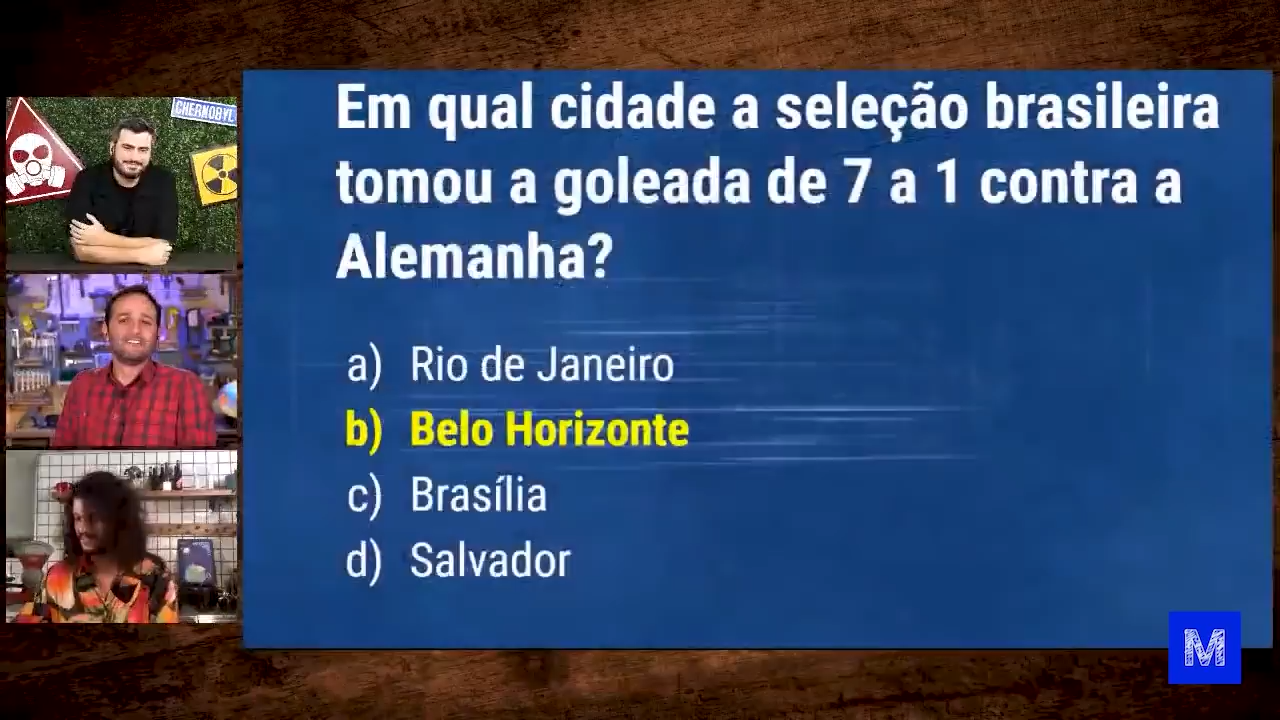 CHERNOBYL
Em qual cidade a seleção brasileira
tomou a goleada de 7 a 1 contra a
Alemanha?
a) Rio de Janeiro
b) Belo Horizonte
c) Brasília
d) Salvador
M